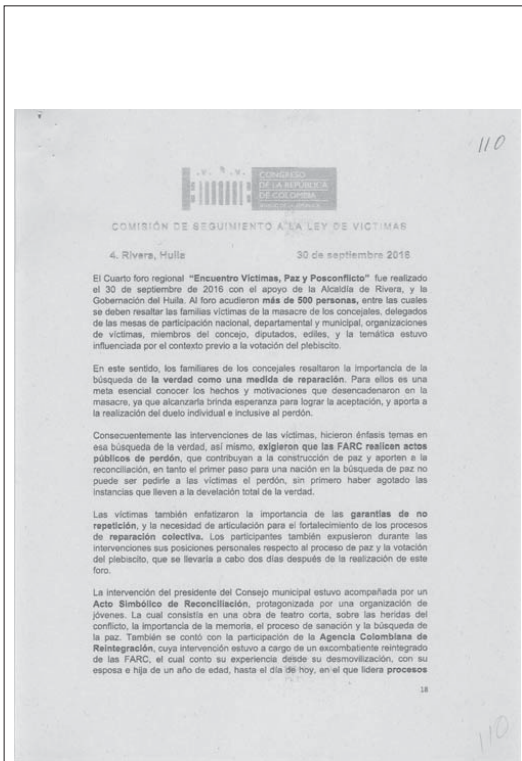 110
CONGRESO
DE LA REPÚBLICA
DE COLOMBIA
COMISIÓN DE SEGUIMIENTO A LA LEY DE VICTIMAS
4. Rivera, Huila 30 de septiembre 2016
El Cuarto foro regional “Encuentro Víctimas, Paz y Posconflicto” fue realizado
el 30 de septiembre de 2016 con el apoyo de la Alcaldía de Rivera, y la
Gobernación del Huila. Al foro acudieron más de 500 personas, entre las cuales
se deben resaltar las familias víctimas de la masacre de los concejales, delegados
de las mesas de participación nacional, departamental y municipal, organizaciones
de víctimas, miembros del concejo, diputados, ediles, y la temática estuvo
influenciada por el contexto previo a la votación del plebiscito.
En este sentido, los familiares de los concejales resaltaron la importancia de la
búsqueda de la verdad como una medida de reparación. Para ellos es una
meta esencial conocer los hechos y motivaciones que desencadenaron en la
masacre, ya que alcanzarla brinda esperanza para lograr la aceptación, y aporta a
la realización del duelo individual e inclusive al perdón.
Consecuentemente las intervenciones de las víctimas, hicieron énfasis temas en
esa búsqueda de la verdad, así mismo, exigieron que las FARC realicen actos
públicos de perdón, que contribuyan a la construcción de paz y aporten a la
reconciliación, en tanto el primer paso para una nación en la búsqueda de paz no
puede ser pedirle a las víctimas el perdón, sin primero haber agotado las
instancias que lleven a la develación total de la verdad.
Las víctimas también enfatizaron la importancia de las garantías de no
repetición, y la necesidad de articulación para el fortalecimiento de los procesos
de reparación colectiva. Los participantes también expusieron durante las
intervenciones sus posiciones personales respecto al proceso de paz y la votación
del plebiscito, que se llevaría a cabo dos días después de la realización de este
foro.
La intervención del presidente del Consejo municipal estuvo acompañada por un
Acto Simbólico de Reconciliación, protagonizada por una organización de
jóvenes. La cual consistía en una obra de teatro corta, sobre las heridas del
conflicto, la importancia de la memoria, el proceso de sanación y la búsqueda de
la paz. También se contó con la participación de la Agencia Colombiana de
Reintegración, cuya intervención estuvo a cargo de un excombatiente reintegrado
de las FARC, el cual conto su experiencia desde su desmovilización, con su
esposa e hija de un año de edad, hasta el día de hoy, en el que lidera procesos
18
110